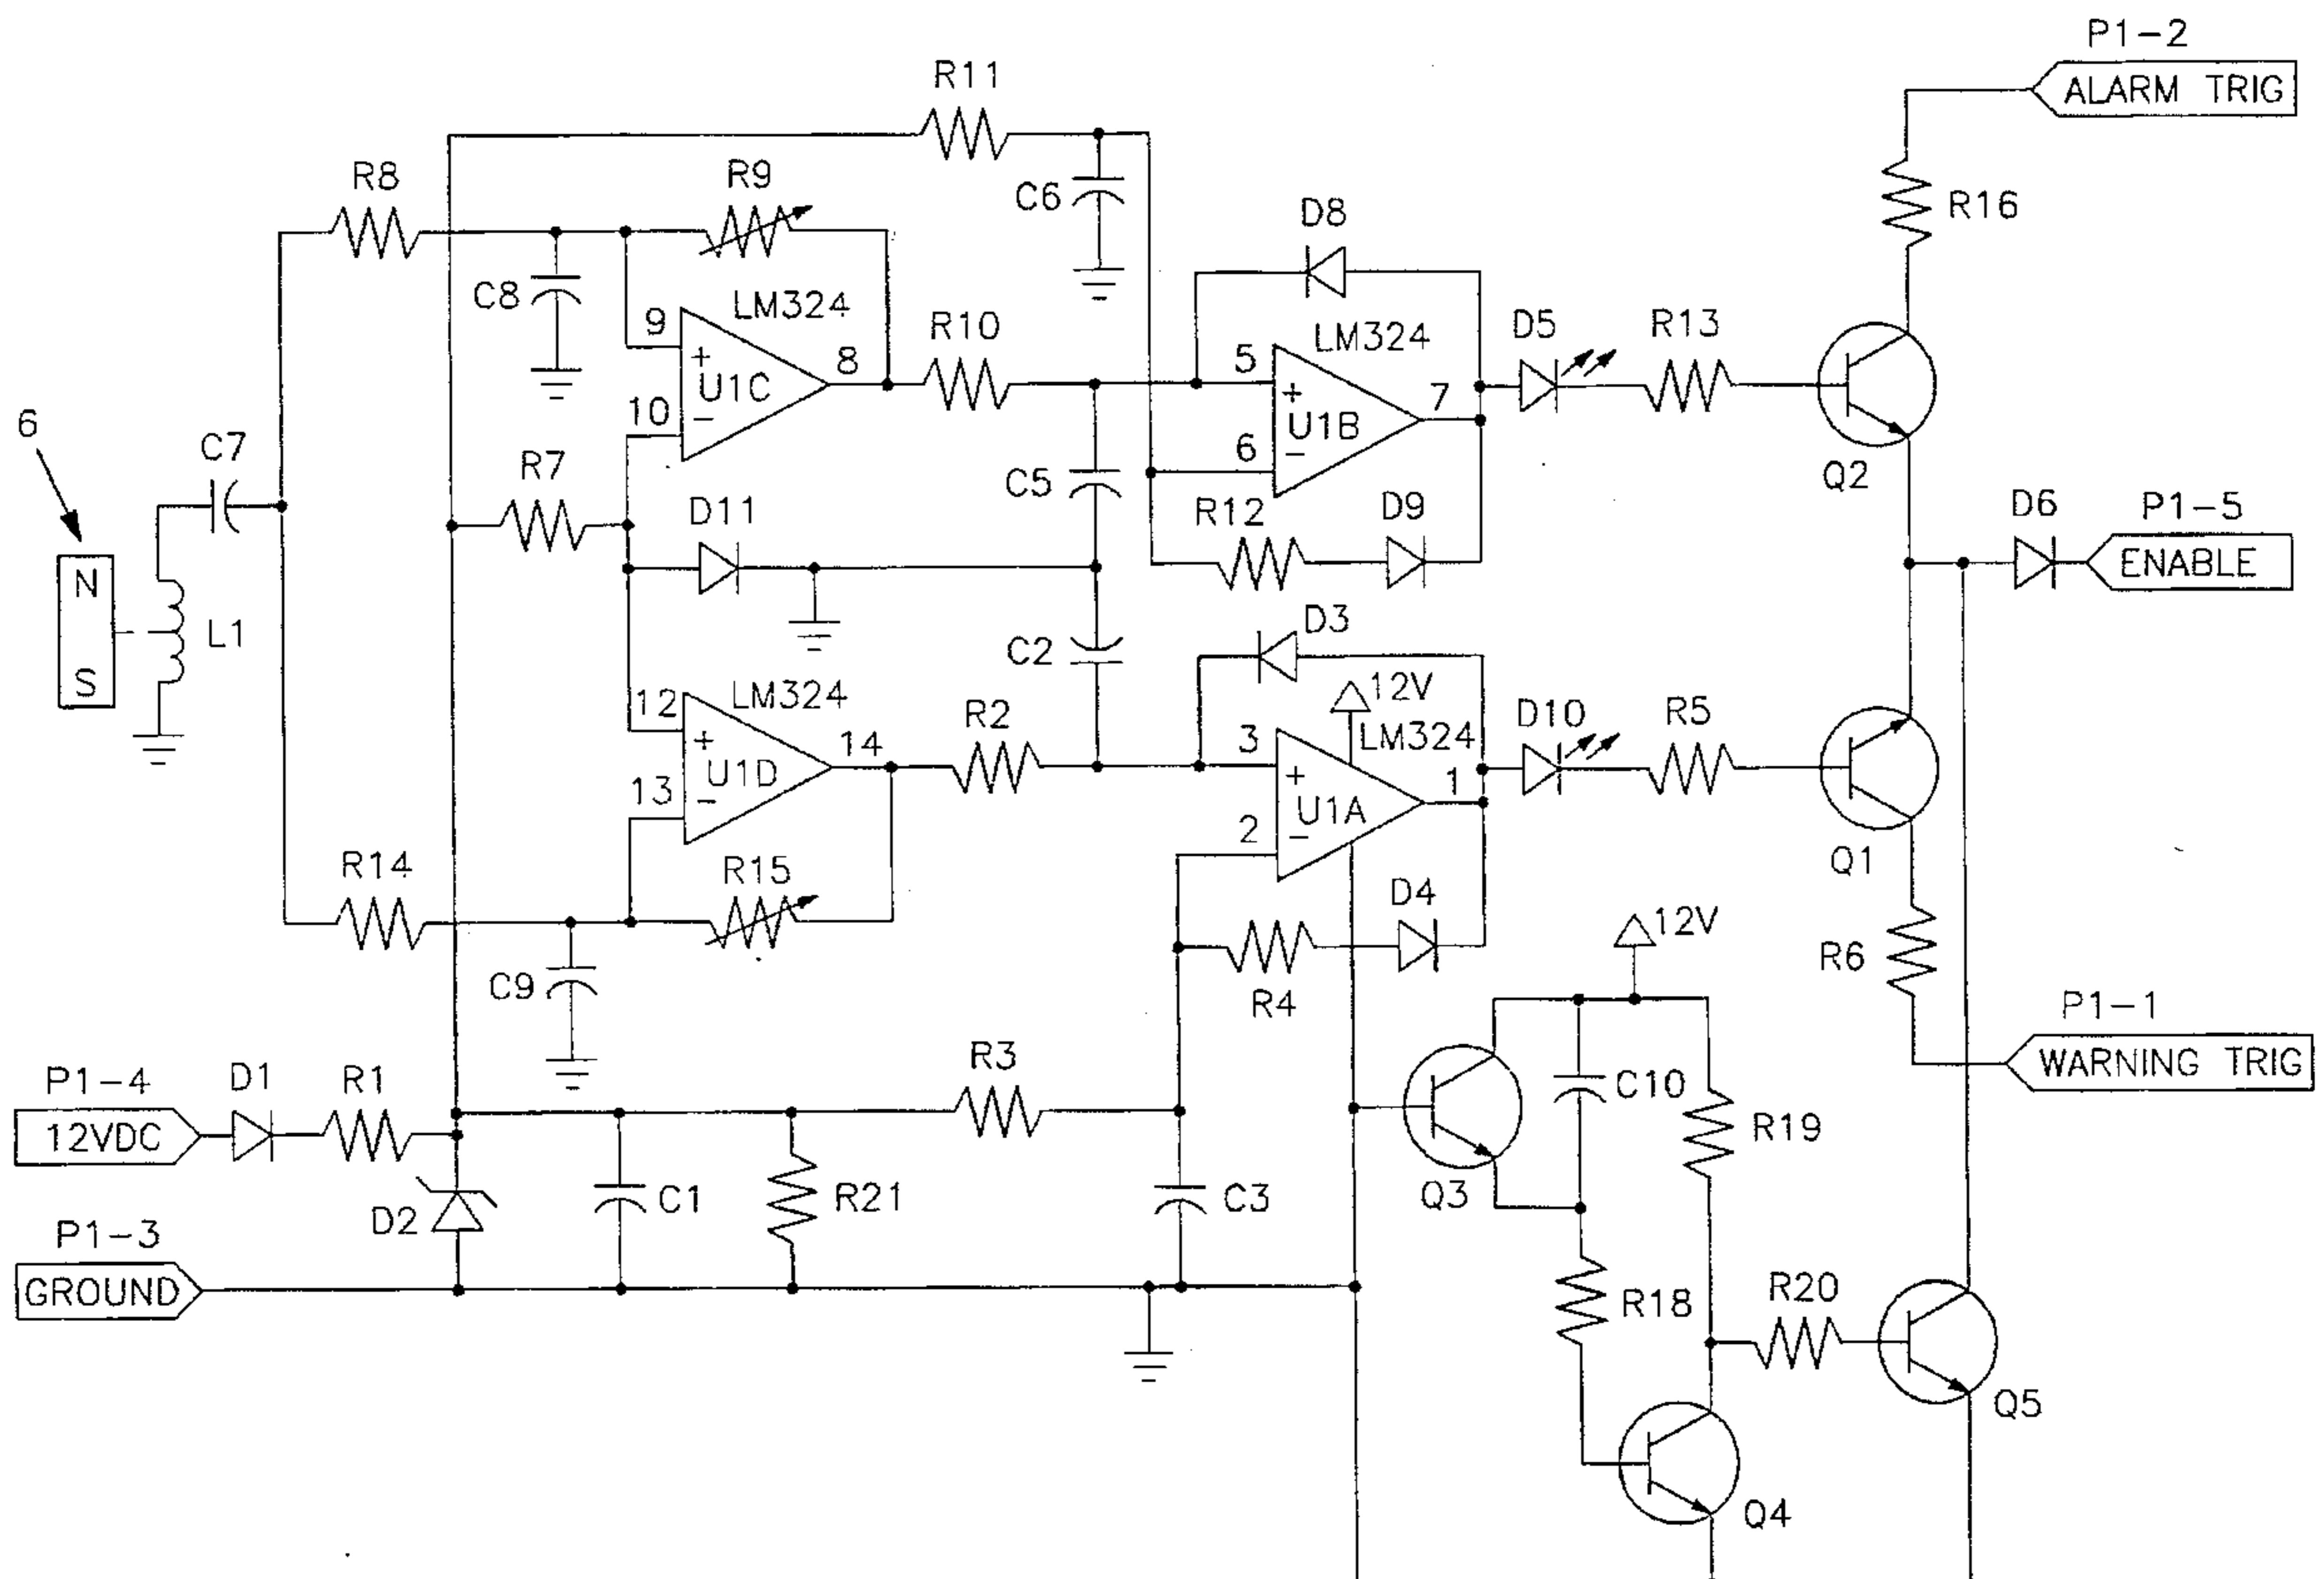 P1-2
ALARM TRIG
R11
R8
R9
C6
D8
R16
C8
LM324
9
+
U1C
8
10
-
R10
LM324
5
+
U1B
7
6
-
D5
R13
Q2
6
C7
R7
D11
C5
R12
D9
D6
P1-5
ENABLE
N
S
L1
C2
D3
12V
LM324
12
+
U1D
14
13
-
R2
LM324
3
+
U1A
1
2
-
D10
R5
Q1
R14
R15
C9
D4
R4
12V
R6
P1-1
WARNING TRIG
P1-4
12VDC
D1
R1
R3
C10
R19
D2
C1
R21
C3
Q3
P1-3
GROUND
R18
R20
Q5
Q4